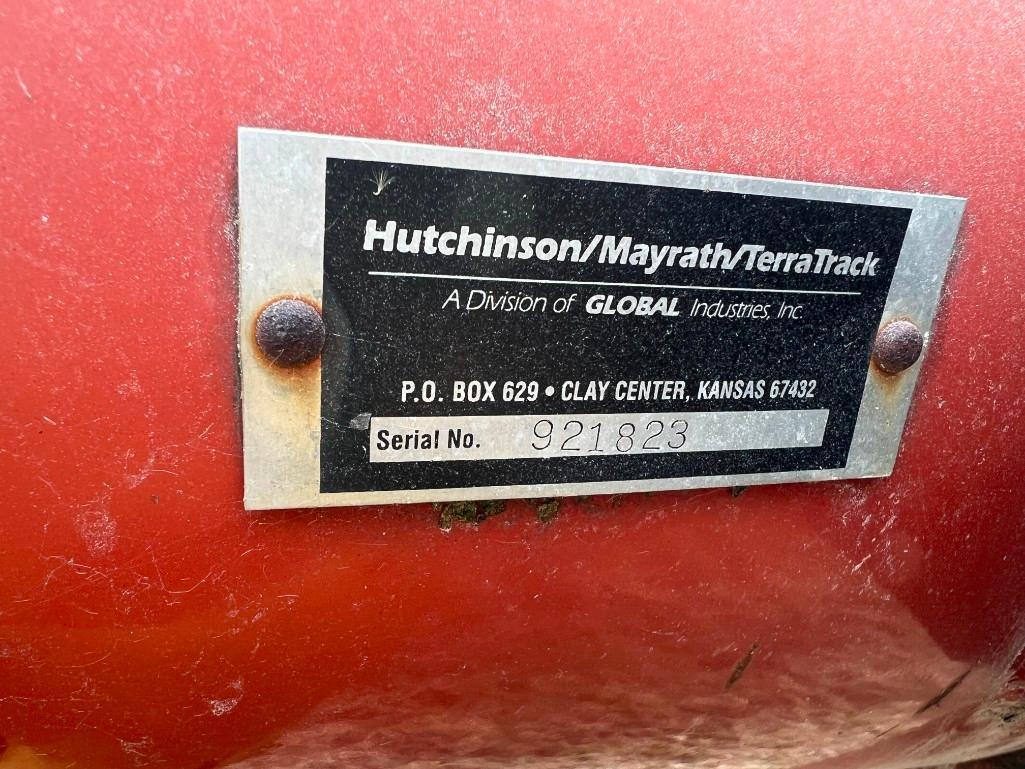 Hutchinson/Mayrath/TerraTrack
A Division of GLOBAL Industries, Inc.
P.O. BOX 629 • CLAY CENTER, KANSAS 67432
Serial No. 921823